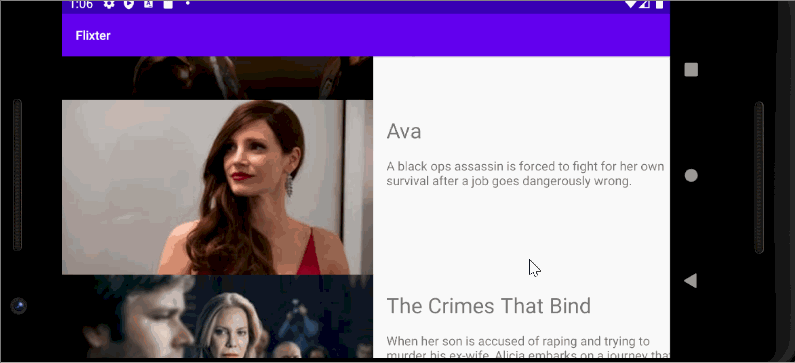 1:06
Flixter
Ava
A black ops assassin is forced to fight for her own
survival after a job goes dangerously wrong.
The Crimes That Bind
When her son is accused of raping and trying to
murder his ex-wife, Alicia embarks on a journey that